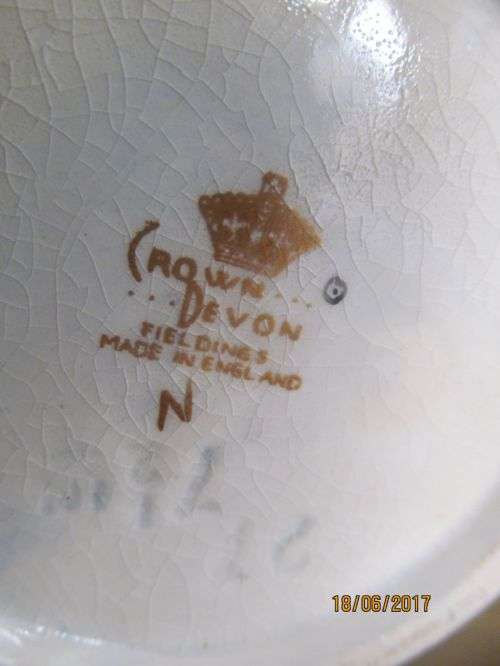 CROWN...
...DEVON
FIELDINGS
MADE IN ENGLAND
N
18/06/2017